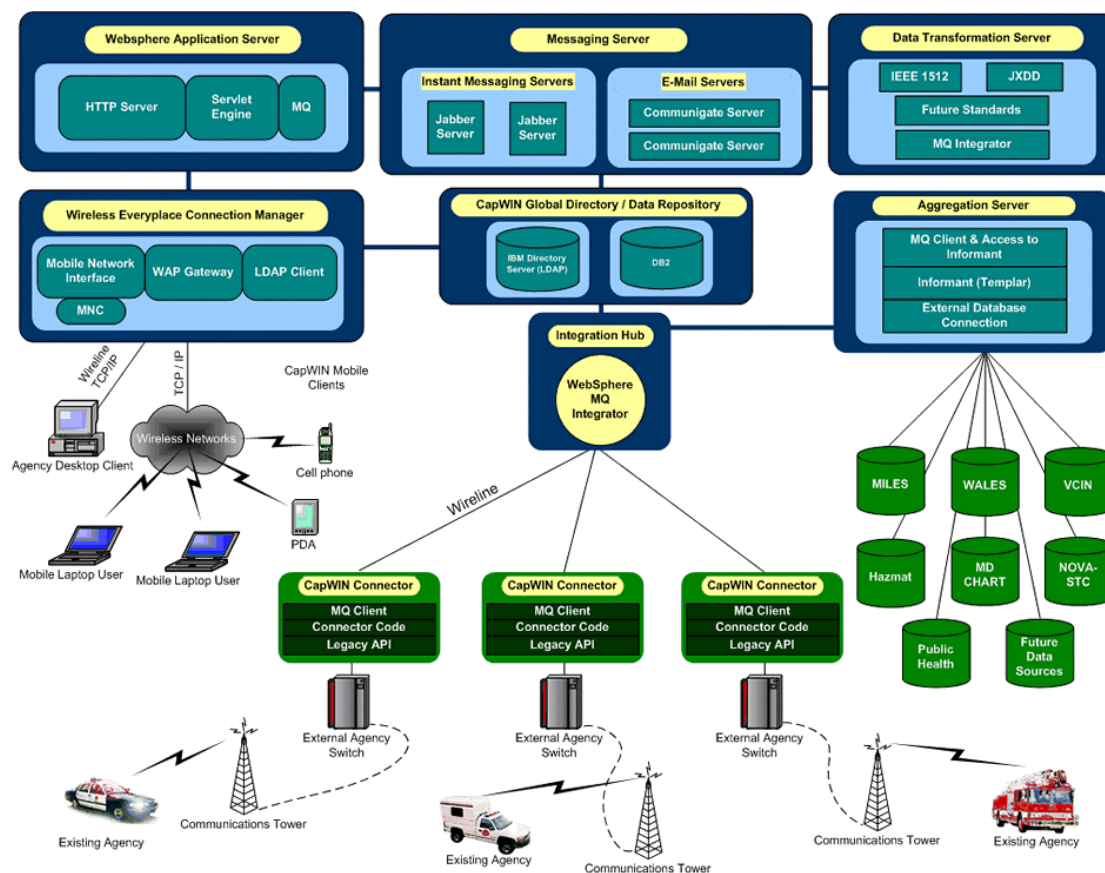 Websphere Application Server
HTTP Server
Servlet
Engine
MQ
Messaging Server
Instant Messaging Servers
Jabber
Server
Jabber
Server
E-Mail Servers
Communigate Server
Communigate Server
Data Transformation Server
IEEE 1512
JXDD
Future Standards
MQ Integrator
Wireless Everyplace Connection Manager
Mobile Network
Interface
WAP Gateway
LDAP Client
MNC
CapWIN Global Directory / Data Repository
IBM Directory
Server (LDAP)
DB2
Aggregation Server
MQ Client & Access to
Informant
Informant (Templar)
External Database
Connection
Integration Hub
WebSphere
MQ
Integrator
Wireline
TCP/IP
TCP / IP
CapWIN Mobile
Clients
Agency Desktop Client
Wireless Networks
Cell phone
PDA
Mobile Laptop User
Mobile Laptop User
Wireline
MILES
WALES
VCIN
Hazmat
MD
CHART
NOVA-
STC
Public
Health
Future
Data
Sources
CapWIN Connector
MQ Client
Connector Code
Legacy API
CapWIN Connector
MQ Client
Connector Code
Legacy API
CapWIN Connector
MQ Client
Connector Code
Legacy API
External Agency
Switch
External Agency
Switch
External Agency
Switch
Existing Agency
Communications Tower
Existing Agency
Communications Tower
Communications Tower
Existing Agency